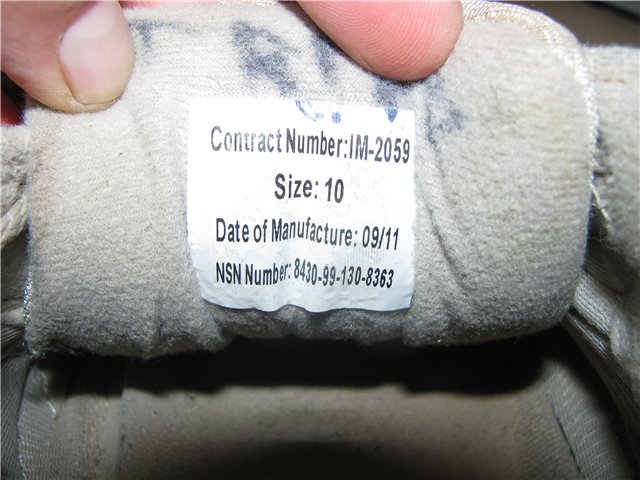 Contract Number:IM-2059
Size: 10
Date of Manufacture: 09/11
NSN Number: 8430-99-130-8363